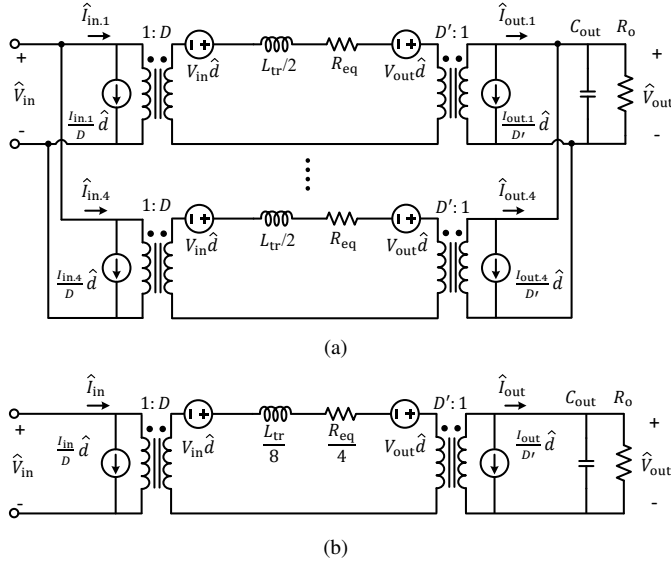 Î_in.1 1:D D′:1 Î_out.1 C_out R_o
+ V̂_in -
I_in.1/D d̂ V_in d̂ L_tr/2 R_eq V_out d̂ I_out.1/D′ d̂
+ V̂_out -
Î_in.4 1:D D′:1 Î_out.4
I_in.4/D d̂ V_in d̂ L_tr/2 R_eq V_out d̂ I_out.4/D′ d̂
(a)
Î_in 1:D D′:1 Î_out C_out R_o
+ V̂_in -
I_in/D d̂ V_in d̂ L_tr/8 R_eq/4 V_out d̂ I_out/D′ d̂
+ V̂_out -
(b)